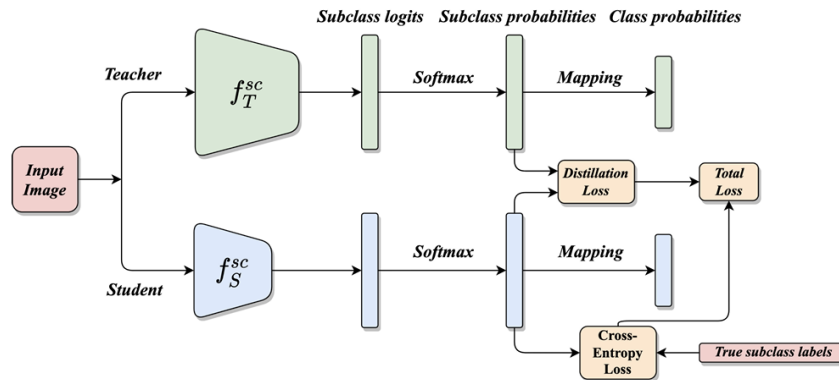 Subclass logits
Subclass probabilities
Class probabilities
Teacher
f_T^{sc}
Softmax
Mapping
Input
Image
Distillation
Loss
Total
Loss
Student
f_S^{sc}
Softmax
Mapping
Cross-
Entropy
Loss
True subclass labels